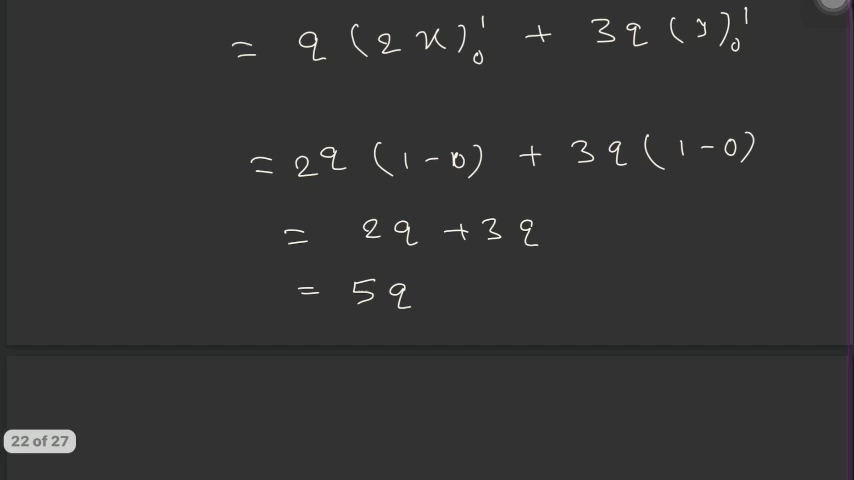 = q (2x)₀¹ + 3q (y)₀¹
= 2q (1-0) + 3q (1-0)
= 2q + 3q
= 5q
22 of 27